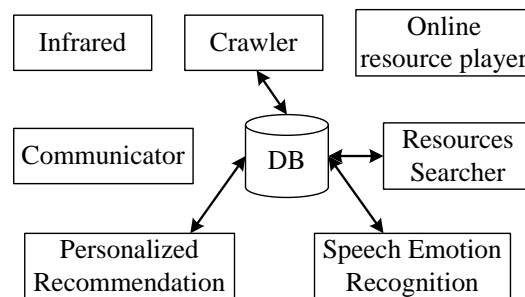 Infrared
Crawler
Online
resource player
Communicator
DB
Resources
Searcher
Personalized
Recommendation
Speech Emotion
Recognition